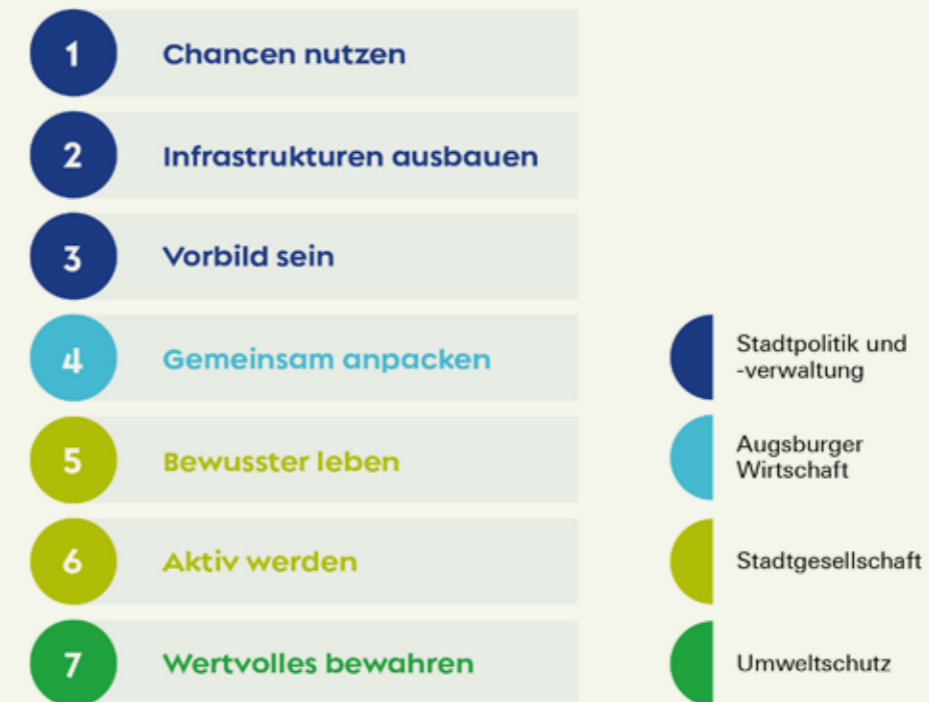 1 Chancen nutzen
2 Infrastrukturen ausbauen
3 Vorbild sein
4 Gemeinsam anpacken
5 Bewusster leben
6 Aktiv werden
7 Wertvolles bewahren
Stadtpolitik und
-verwaltung
Augsburger
Wirtschaft
Stadtgesellschaft
Umweltschutz